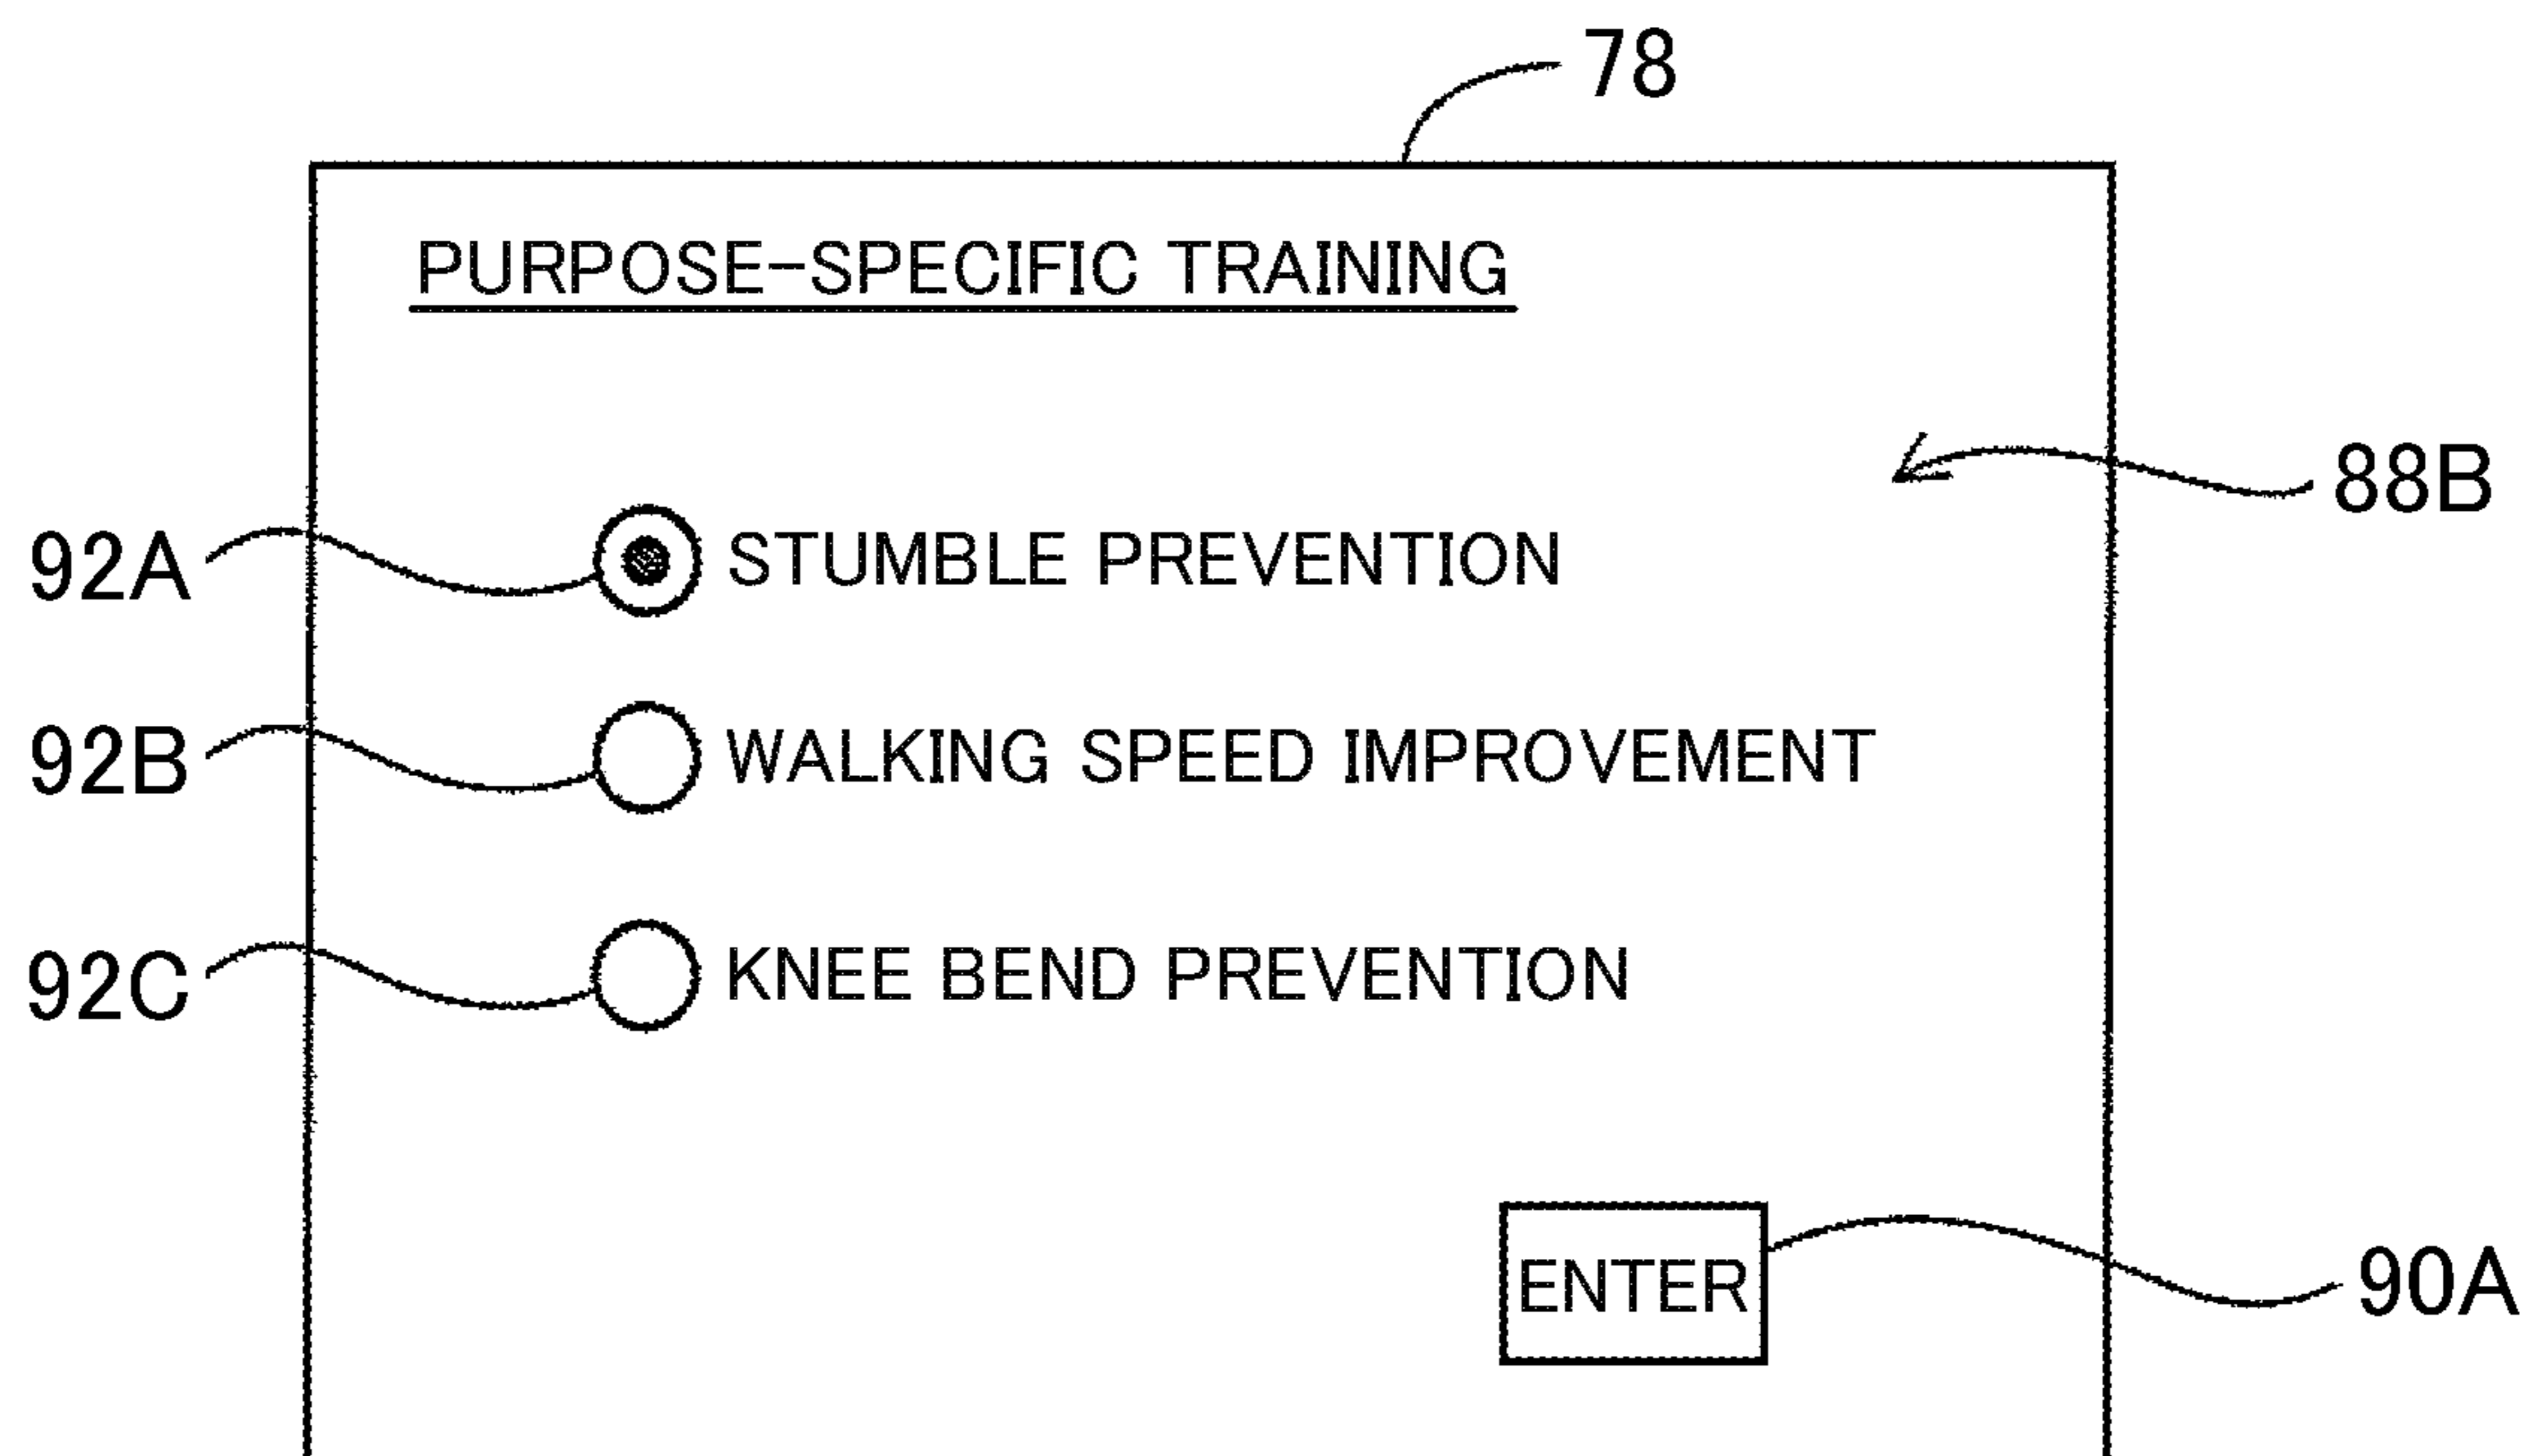 78
PURPOSE-SPECIFIC TRAINING
88B
92A STUMBLE PREVENTION
92B WALKING SPEED IMPROVEMENT
92C KNEE BEND PREVENTION
ENTER 90A